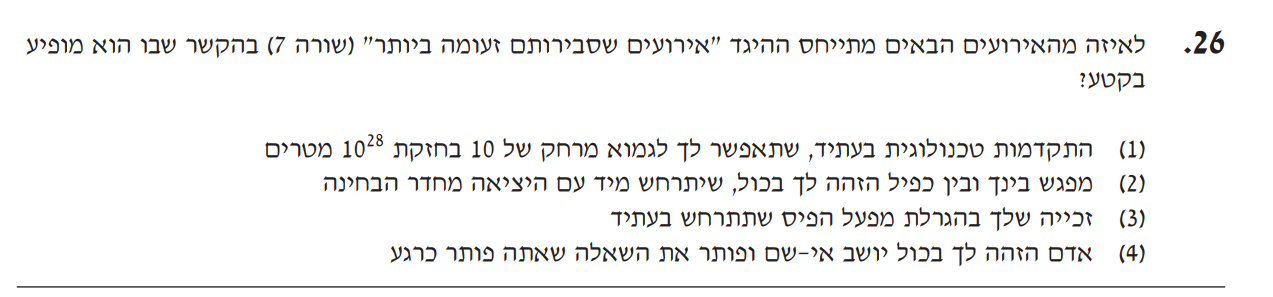 26. לאיזה מהאירועים הבאים מתייחס ההיגד "אירועים שסבירותם זעומה ביותר" (שורה 7) בהקשר שבו הוא מופיע
בקטע?
(1) התקדמות טכנולוגית בעתיד, שתאפשר לך לגמוא מרחק של 10 בחזקת 10²⁸ מטרים
(2) מפגש בינך ובין כפיל הזהה לך בכול, שיתרחש מיד עם היציאה מחדר הבחינה
(3) זכייה שלך בהגרלת מפעל הפיס שתתרחש בעתיד
(4) אדם הזהה לך בכול יושב אי-שם ופותר את השאלה שאתה פותר כרגע